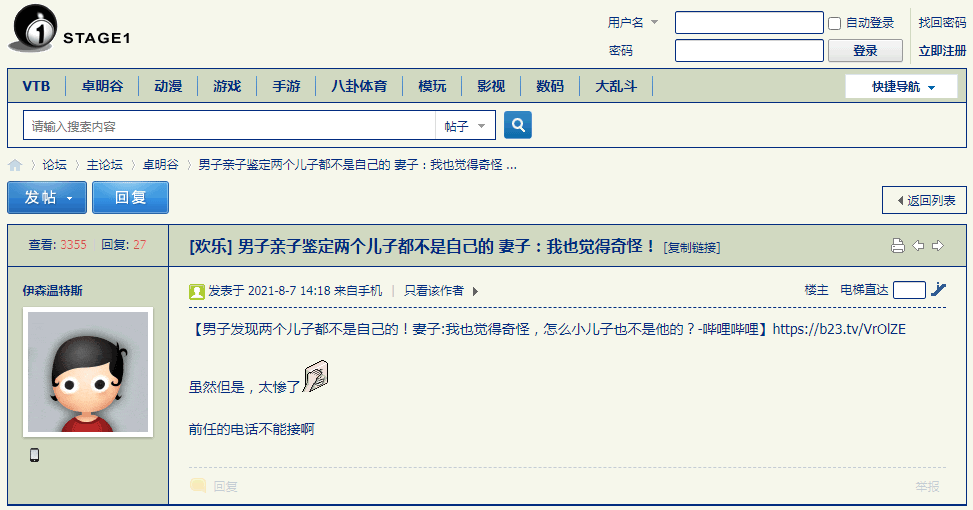 1 STAGE1
用户名 自动登录 找回密码
密码 登录 立即注册
VTB 卓明谷 动漫 游戏 手游 八卦体育 模玩 影视 数码 大乱斗 快捷导航
请输入搜索内容 帖子
论坛 主论坛 卓明谷 男子亲子鉴定两个儿子都不是自己的 妻子：我也觉得奇怪 ...
发帖 回复 返回列表
查看: 3355 回复: 27 [欢乐] 男子亲子鉴定两个儿子都不是自己的 妻子：我也觉得奇怪！ [复制链接]
伊森温特斯 发表于 2021-8-7 14:18 来自手机 | 只看该作者 楼主 电梯直达
【男子发现两个儿子都不是自己的！妻子:我也觉得奇怪，怎么小儿子也不是他的？-哔哩哔哩】https://b23.tv/VrOlZE
虽然但是，太惨了
前任的电话不能接啊
回复 举报